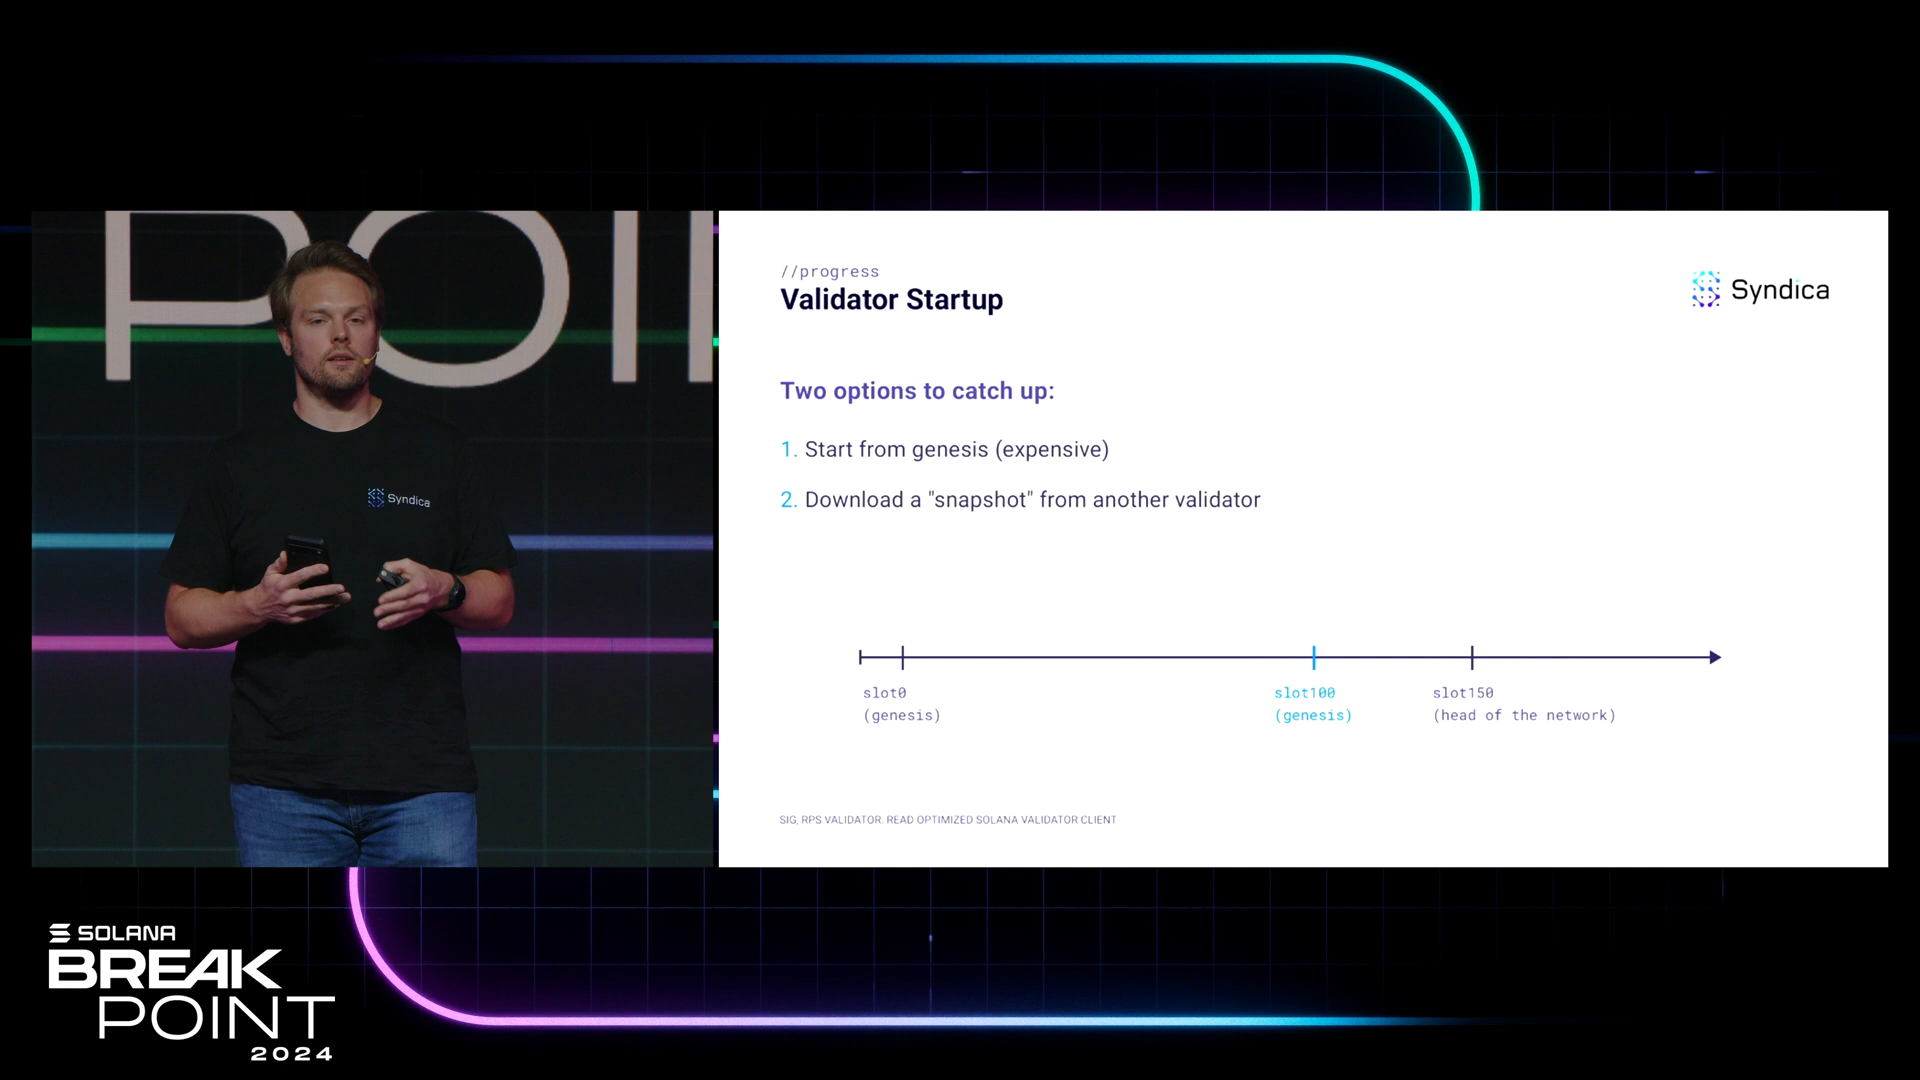 POI
Syndica
//progress
Validator Startup
Syndica
Two options to catch up:
1. Start from genesis (expensive)
2. Download a "snapshot" from another validator
slot0
(genesis)
slot100
(genesis)
slot150
(head of the network)
SIG, RPS VALIDATOR: READ OPTIMIZED SOLANA VALIDATOR CLIENT
SOLANA
BREAK
POINT
2024